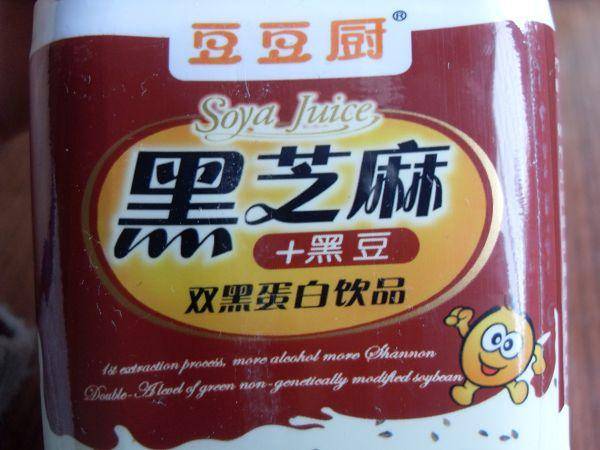 豆豆厨®
Soya Juice
黑芝麻
+黑豆
双黑蛋白饮品
1st extraction process, more alcohol more Shannon
Double-A level of green non-genetically modified soybean